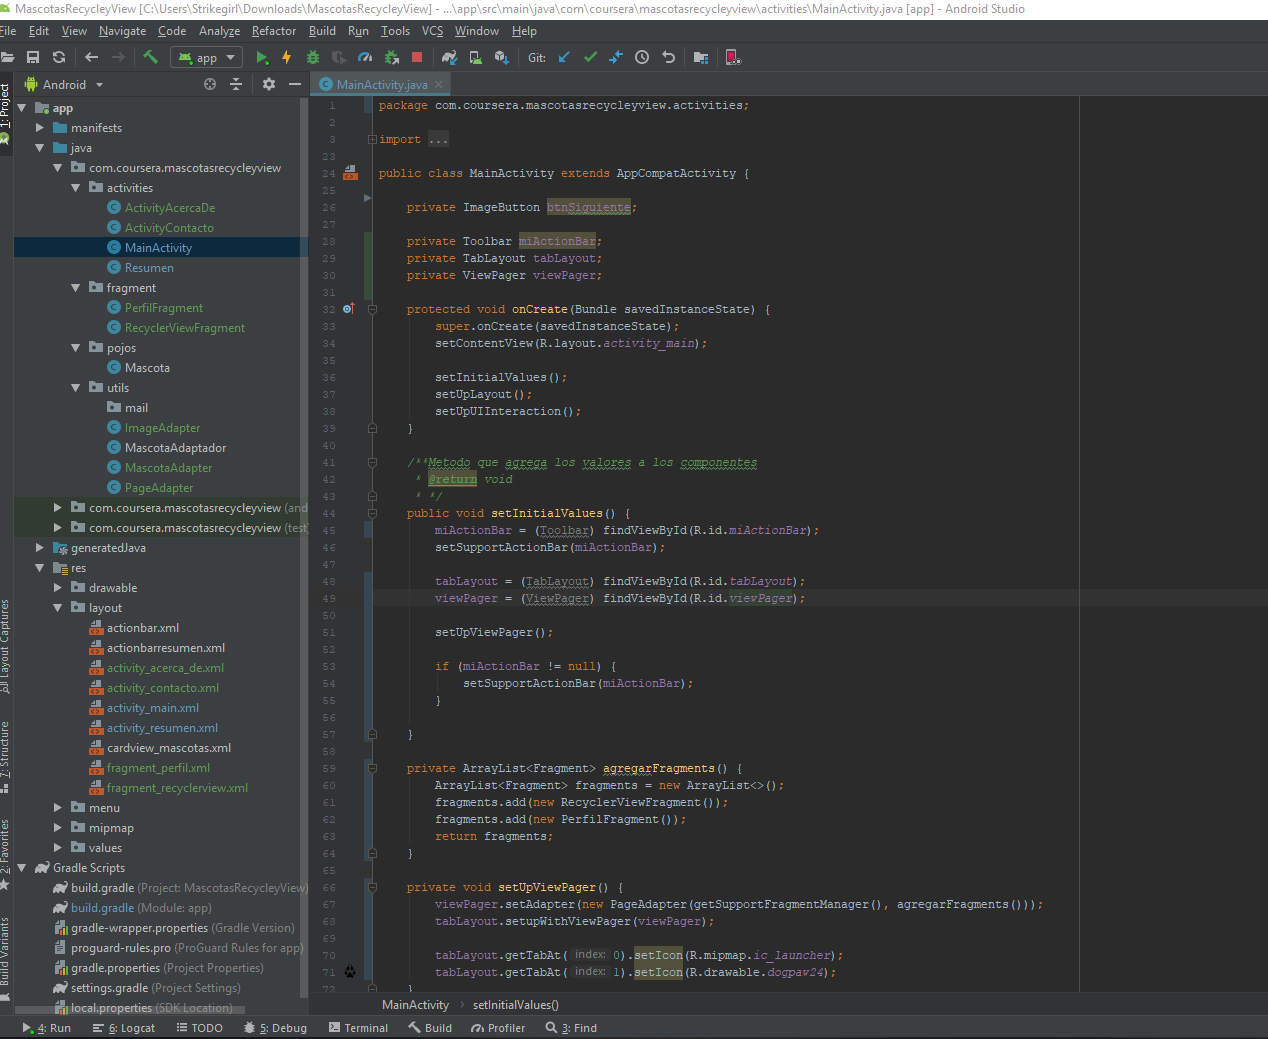 MascotasRecycleyView [C:\Users\Strikegirl\Downloads\MascotasRecycleyView] - ...\app\src\main\java\com\coursera\mascotasrecycleyview\activities\MainActivity.java [app] - Android Studio
File Edit View Navigate Code Analyze Refactor Build Run Tools VCS Window Help
app Git:
Android MainActivity.java
1: Project
Layout Captures
7: Structure
2: Favorites
Build Variants
app
manifests
java
com.coursera.mascotasrecycleyview
activities
ActivityAcercaDe
ActivityContacto
MainActivity
Resumen
fragment
PerfilFragment
RecyclerViewFragment
pojos
Mascota
utils
mail
ImageAdapter
MascotaAdaptador
MascotaAdapter
PageAdapter
com.coursera.mascotasrecycleyview (and
com.coursera.mascotasrecycleyview (test)
generatedJava
res
drawable
layout
actionbar.xml
actionbarresumen.xml
activity_acerca_de.xml
activity_contacto.xml
activity_main.xml
activity_resumen.xml
cardview_mascotas.xml
fragment_perfil.xml
fragment_recyclerview.xml
menu
mipmap
values
Gradle Scripts
build.gradle (Project: MascotasRecycleyView)
build.gradle (Module: app)
gradle-wrapper.properties (Gradle Version)
proguard-rules.pro (ProGuard Rules for app)
gradle.properties (Project Properties)
settings.gradle (Project Settings)
local.properties (SDK Location)
1 package com.coursera.mascotasrecycleyview.activities;
2
3 import ...
23
24 public class MainActivity extends AppCompatActivity {
25
26 private ImageButton btnSiguiente;
27
28 private Toolbar miActionBar;
29 private TabLayout tabLayout;
30 private ViewPager viewPager;
31
32 protected void onCreate(Bundle savedInstanceState) {
33 super.onCreate(savedInstanceState);
34 setContentView(R.layout.activity_main);
35
36 setInitialValues();
37 setUpLayout();
38 setUpUIInteraction();
39 }
40
41 /**Metodo que agrega los valores a los componentes
42 * @return void
43 * */
44 public void setInitialValues() {
45 miActionBar = (Toolbar) findViewById(R.id.miActionBar);
46 setSupportActionBar(miActionBar);
47
48 tabLayout = (TabLayout) findViewById(R.id.tabLayout);
49 viewPager = (ViewPager) findViewById(R.id.viewPager);
50
51 setUpViewPager();
52
53 if (miActionBar != null) {
54 setSupportActionBar(miActionBar);
55 }
56
57 }
58
59 private ArrayList<Fragment> agregarFragments() {
60 ArrayList<Fragment> fragments = new ArrayList<>();
61 fragments.add(new RecyclerViewFragment());
62 fragments.add(new PerfilFragment());
63 return fragments;
64 }
65
66 private void setUpViewPager() {
67 viewPager.setAdapter(new PageAdapter(getSupportFragmentManager(), agregarFragments()));
68 tabLayout.setupWithViewPager(viewPager);
69
70 tabLayout.getTabAt( index: 0).setIcon(R.mipmap.ic_launcher);
71 tabLayout.getTabAt( index: 1).setIcon(R.drawable.dogpaw24);
72 }
MainActivity › setInitialValues()
4: Run 6: Logcat TODO 5: Debug Terminal Build Profiler 3: Find